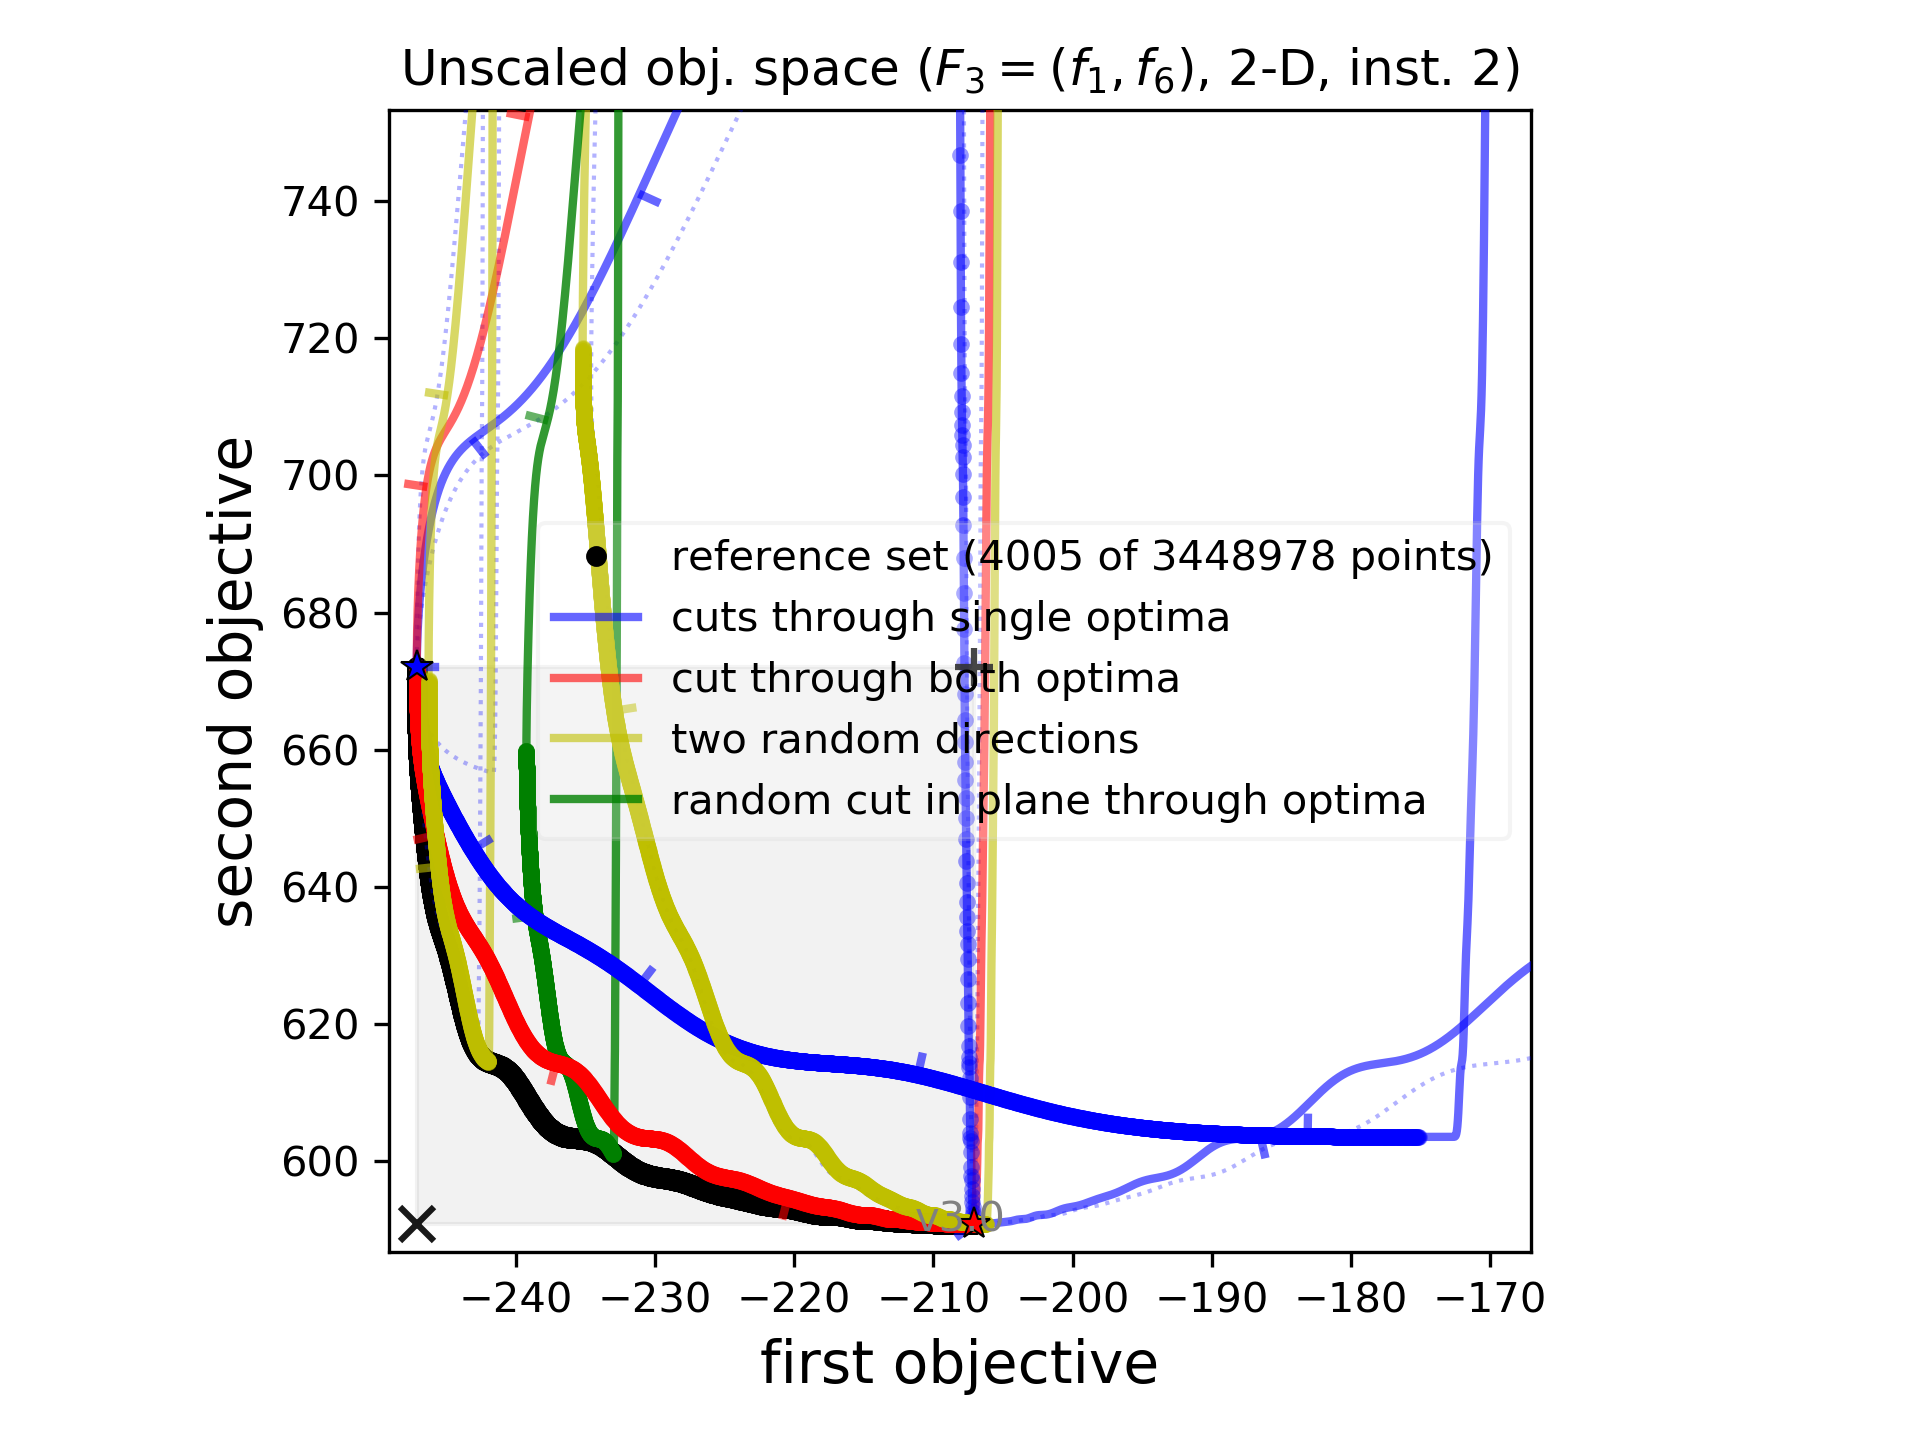 Unscaled obj. space (F₃ = (f₁, f₆), 2-D, inst. 2)
740
720
700
680
660
640
620
600
second objective
reference set (4005 of 3448978 points)
cuts through single optima
cut through both optima
two random directions
random cut in plane through optima
v3.0
−240 −230 −220 −210 −200 −190 −180 −170
first objective